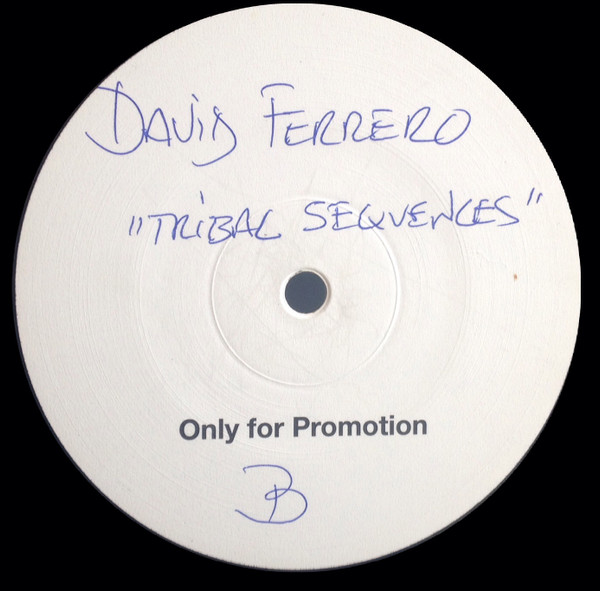 DAVID FERRERO
"TRIBAL SEQUENCES"
Only for Promotion
B